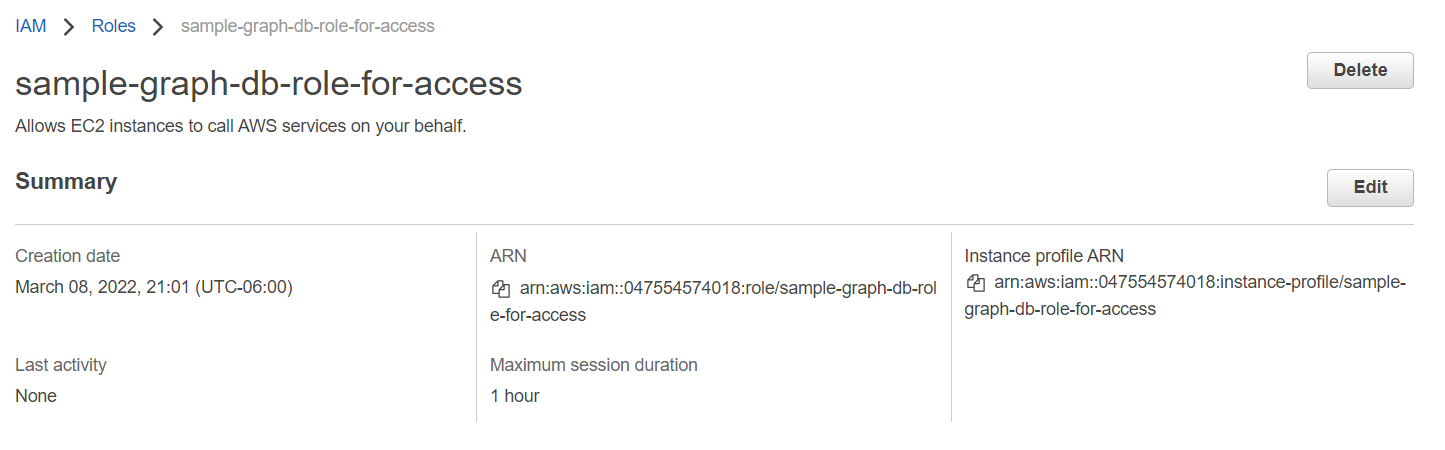 IAM > Roles > sample-graph-db-role-for-access
sample-graph-db-role-for-access
Delete
Allows EC2 instances to call AWS services on your behalf.
Summary
Edit
Creation date
March 08, 2022, 21:01 (UTC-06:00)
ARN
arn:aws:iam::047554574018:role/sample-graph-db-rol
e-for-access
Instance profile ARN
arn:aws:iam::047554574018:instance-profile/sample-
graph-db-role-for-access
Last activity
None
Maximum session duration
1 hour